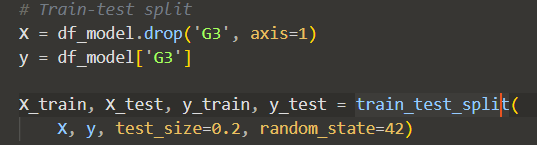 # Train-test split
X = df_model.drop('G3', axis=1)
y = df_model['G3']
X_train, X_test, y_train, y_test = train_test_split(
X, y, test_size=0.2, random_state=42)